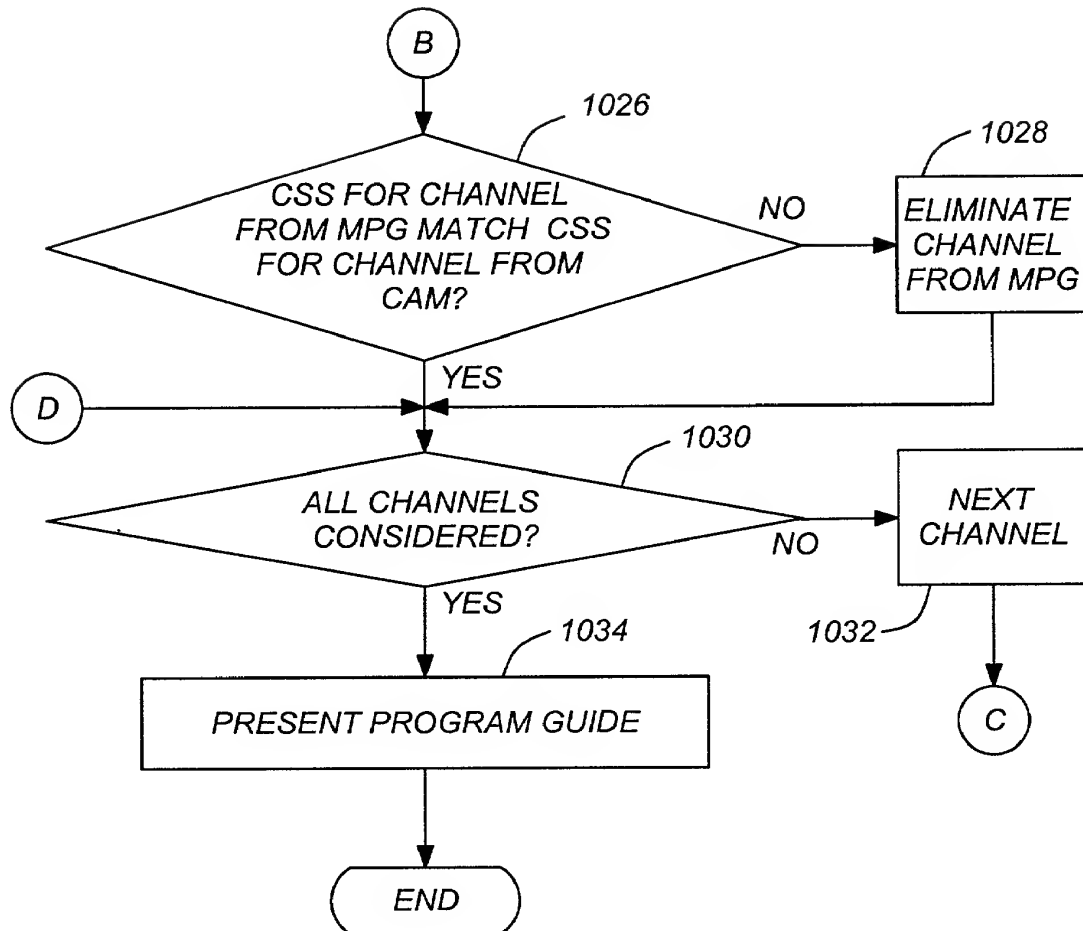 B
1026
CSS FOR CHANNEL
FROM MPG MATCH CSS
FOR CHANNEL FROM
CAM?
NO
1028
ELIMINATE
CHANNEL
FROM MPG
YES
D
1030
ALL CHANNELS
CONSIDERED?
NO
NEXT
CHANNEL
1032
YES
1034
PRESENT PROGRAM GUIDE
C
END